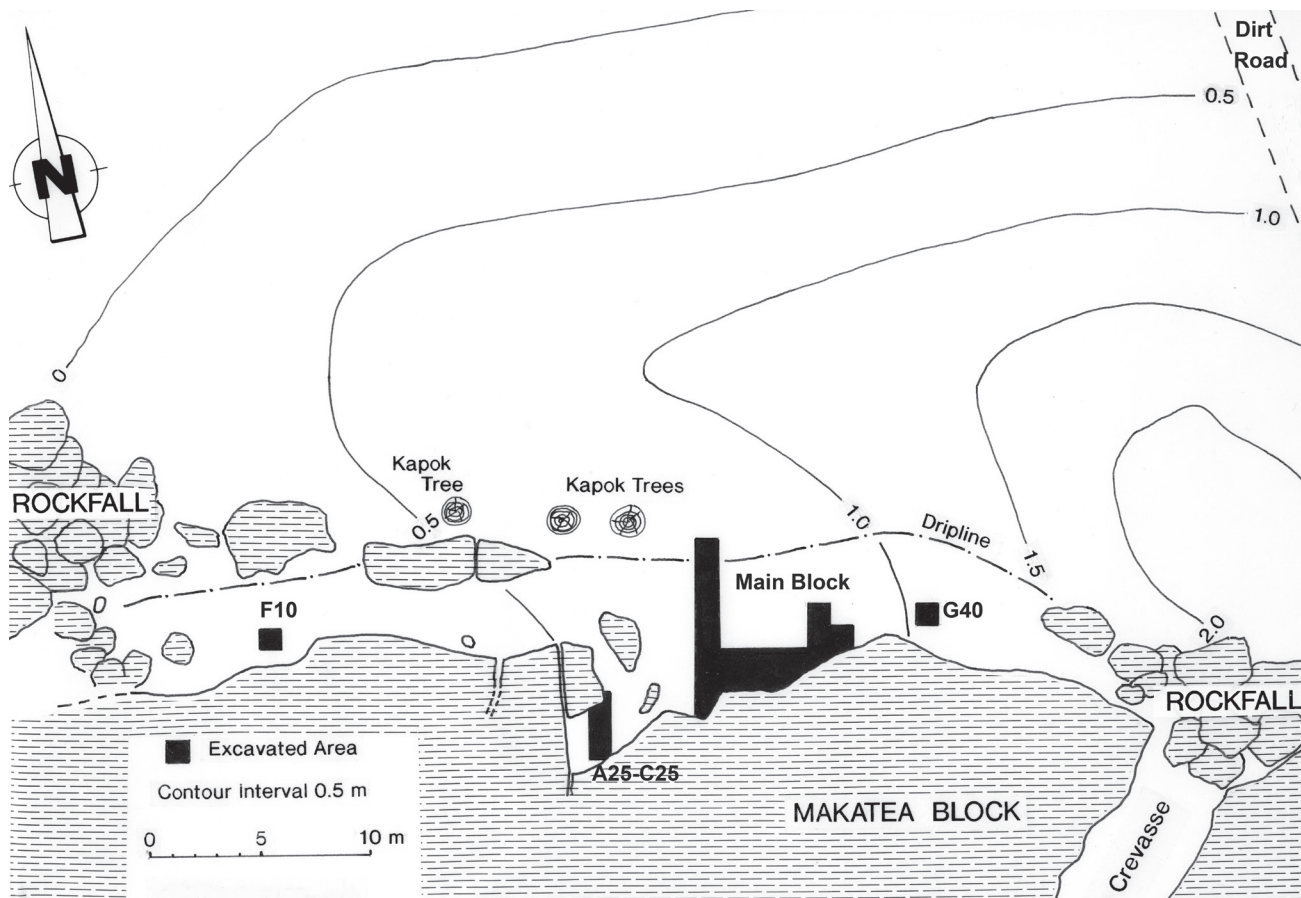 Dirt
Road
N
0.5
1.0
0
Kapok
Tree
Kapok Trees
ROCKFALL
0.5
1.0
Dripline
1.5
Main Block
0
F10
G40
0
2.0
ROCKFALL
Excavated Area
A25-C25
Contour interval 0.5 m
MAKATEA BLOCK
0 5 10 m
Crevasse